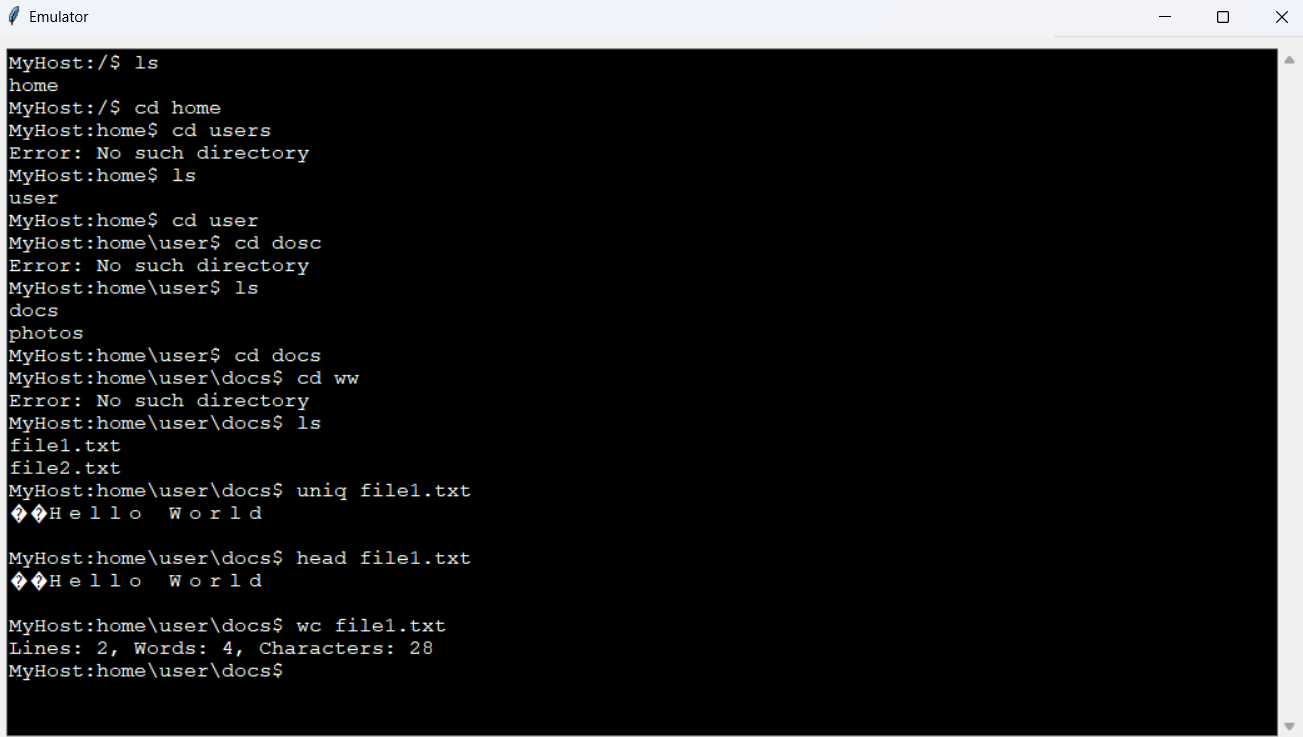 Emulator
MyHost:/$ ls
home
MyHost:/$ cd home
MyHost:home$ cd users
Error: No such directory
MyHost:home$ ls
user
MyHost:home$ cd user
MyHost:home\user$ cd dosc
Error: No such directory
MyHost:home\user$ ls
docs
photos
MyHost:home\user$ cd docs
MyHost:home\user\docs$ cd ww
Error: No such directory
MyHost:home\user\docs$ ls
file1.txt
file2.txt
MyHost:home\user\docs$ uniq file1.txt
��H e l l o   W o r l d
MyHost:home\user\docs$ head file1.txt
��H e l l o   W o r l d
MyHost:home\user\docs$ wc file1.txt
Lines: 2, Words: 4, Characters: 28
MyHost:home\user\docs$